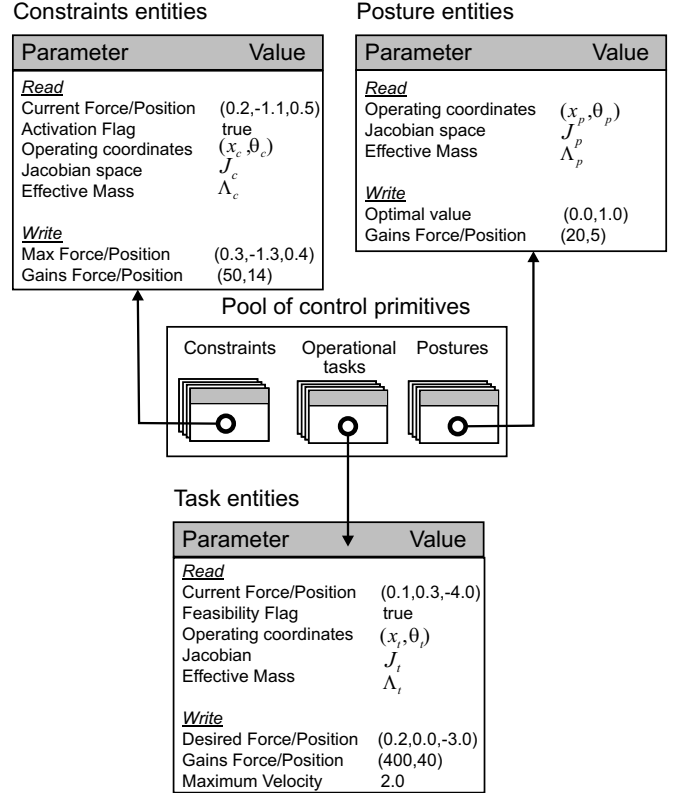 Constraints entities
Parameter Value
Read
Current Force/Position (0.2,-1.1,0.5)
Activation Flag true
Operating coordinates (x_c,θ_c)
Jacobian space J_c
Effective Mass Λ_c
Write
Max Force/Position (0.3,-1.3,0.4)
Gains Force/Position (50,14)
Posture entities
Parameter Value
Read
Operating coordinates (x_p,θ_p)
Jacobian space J_p
Effective Mass Λ_p
Write
Optimal value (0.0,1.0)
Gains Force/Position (20,5)
Pool of control primitives
Constraints
Operational
tasks
Postures
Task entities
Parameter Value
Read
Current Force/Position (0.1,0.3,-4.0)
Feasibility Flag true
Operating coordinates (x_t,θ_t)
Jacobian J_t
Effective Mass Λ_t
Write
Desired Force/Position (0.2,0.0,-3.0)
Gains Force/Position (400,40)
Maximum Velocity 2.0